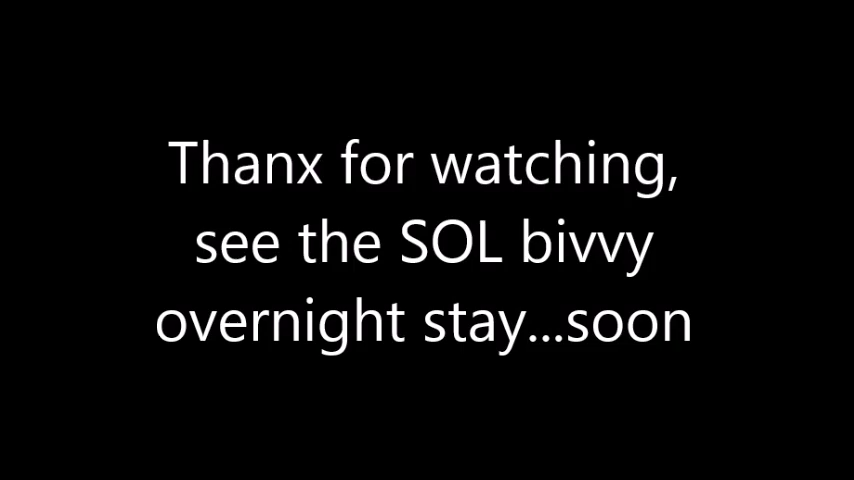 Thanx for watching,
see the SOL bivvy
overnight stay...soon